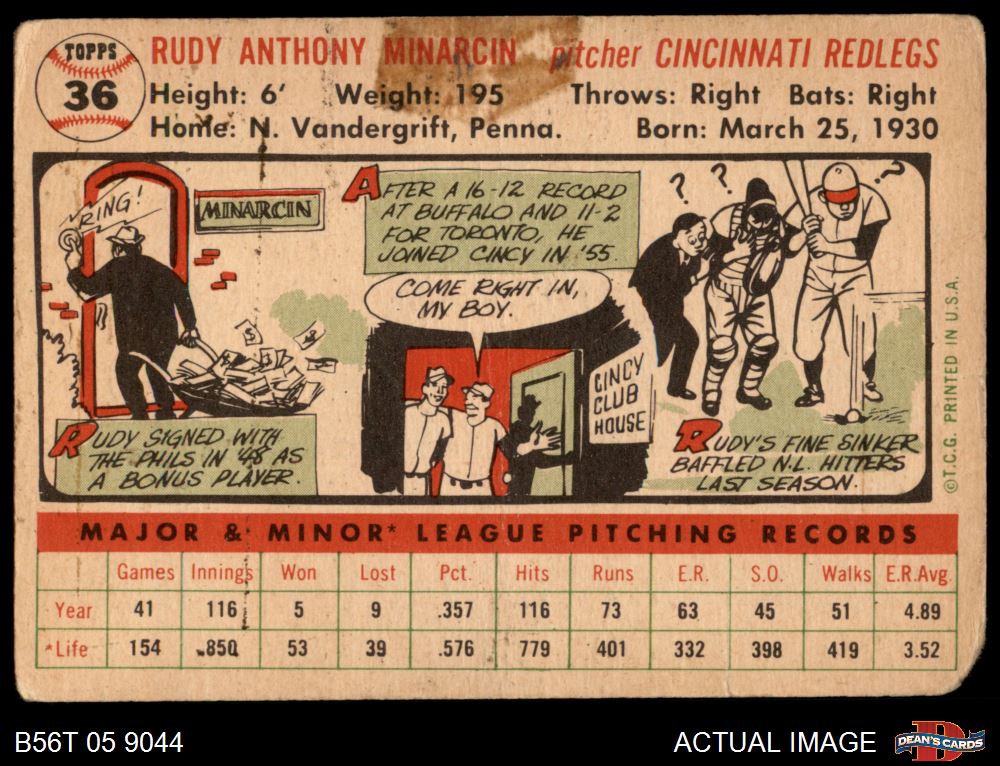 TOPPS
36
RUDY ANTHONY MINARCIN pitcher CINCINNATI REDLEGS
Height: 6' Weight: 195 Throws: Right Bats: Right
Home: N. Vandergrift, Penna. Born: March 25, 1930
RING!
MINARCIN
RUDY SIGNED WITH
THE PHILS IN '48 AS
A BONUS PLAYER.
AFTER A 16-12 RECORD
AT BUFFALO AND 11-2
FOR TORONTO, HE
JOINED CINCY IN '55.
COME RIGHT IN,
MY BOY.
CINCY
CLUB
HOUSE
? ? ?
RUDY'S FINE SINKER
BAFFLED N.L. HITTERS
LAST SEASON.
©T.C.G. PRINTED IN U.S.A.
MAJOR & MINOR* LEAGUE PITCHING RECORDS
Games Innings Won Lost Pct. Hits Runs E.R. S.O. Walks E.R.Avg.
Year 41 116 5 9 .357 116 73 63 45 51 4.89
*Life 154 850 53 39 .576 779 401 332 398 419 3.52
B56T 05 9044 ACTUAL IMAGE DEAN'S CARDS